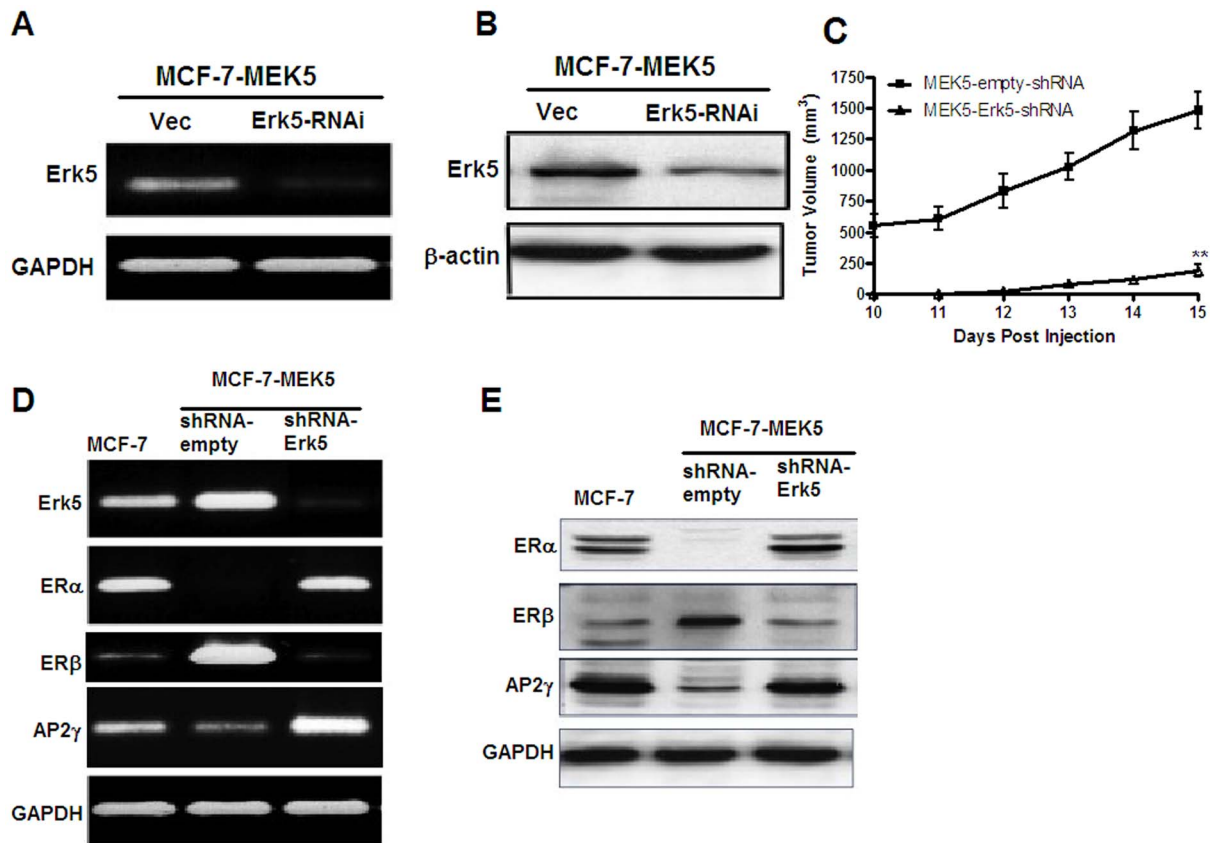 A
MCF-7-MEK5
Vec Erk5-RNAi
Erk5
GAPDH
B
MCF-7-MEK5
Vec Erk5-RNAi
Erk5
β-actin
C
MEK5-empty-shRNA
MEK5-Erk5-shRNA
Tumor Volume (mm³)
1750
1500
1250
1000
750
500
250
0
**
10 11 12 13 14 15
Days Post Injection
D
MCF-7-MEK5
MCF-7 shRNA-empty shRNA-Erk5
Erk5
ERα
ERβ
AP2γ
GAPDH
E
MCF-7-MEK5
MCF-7 shRNA-empty shRNA-Erk5
ERα
ERβ
AP2γ
GAPDH